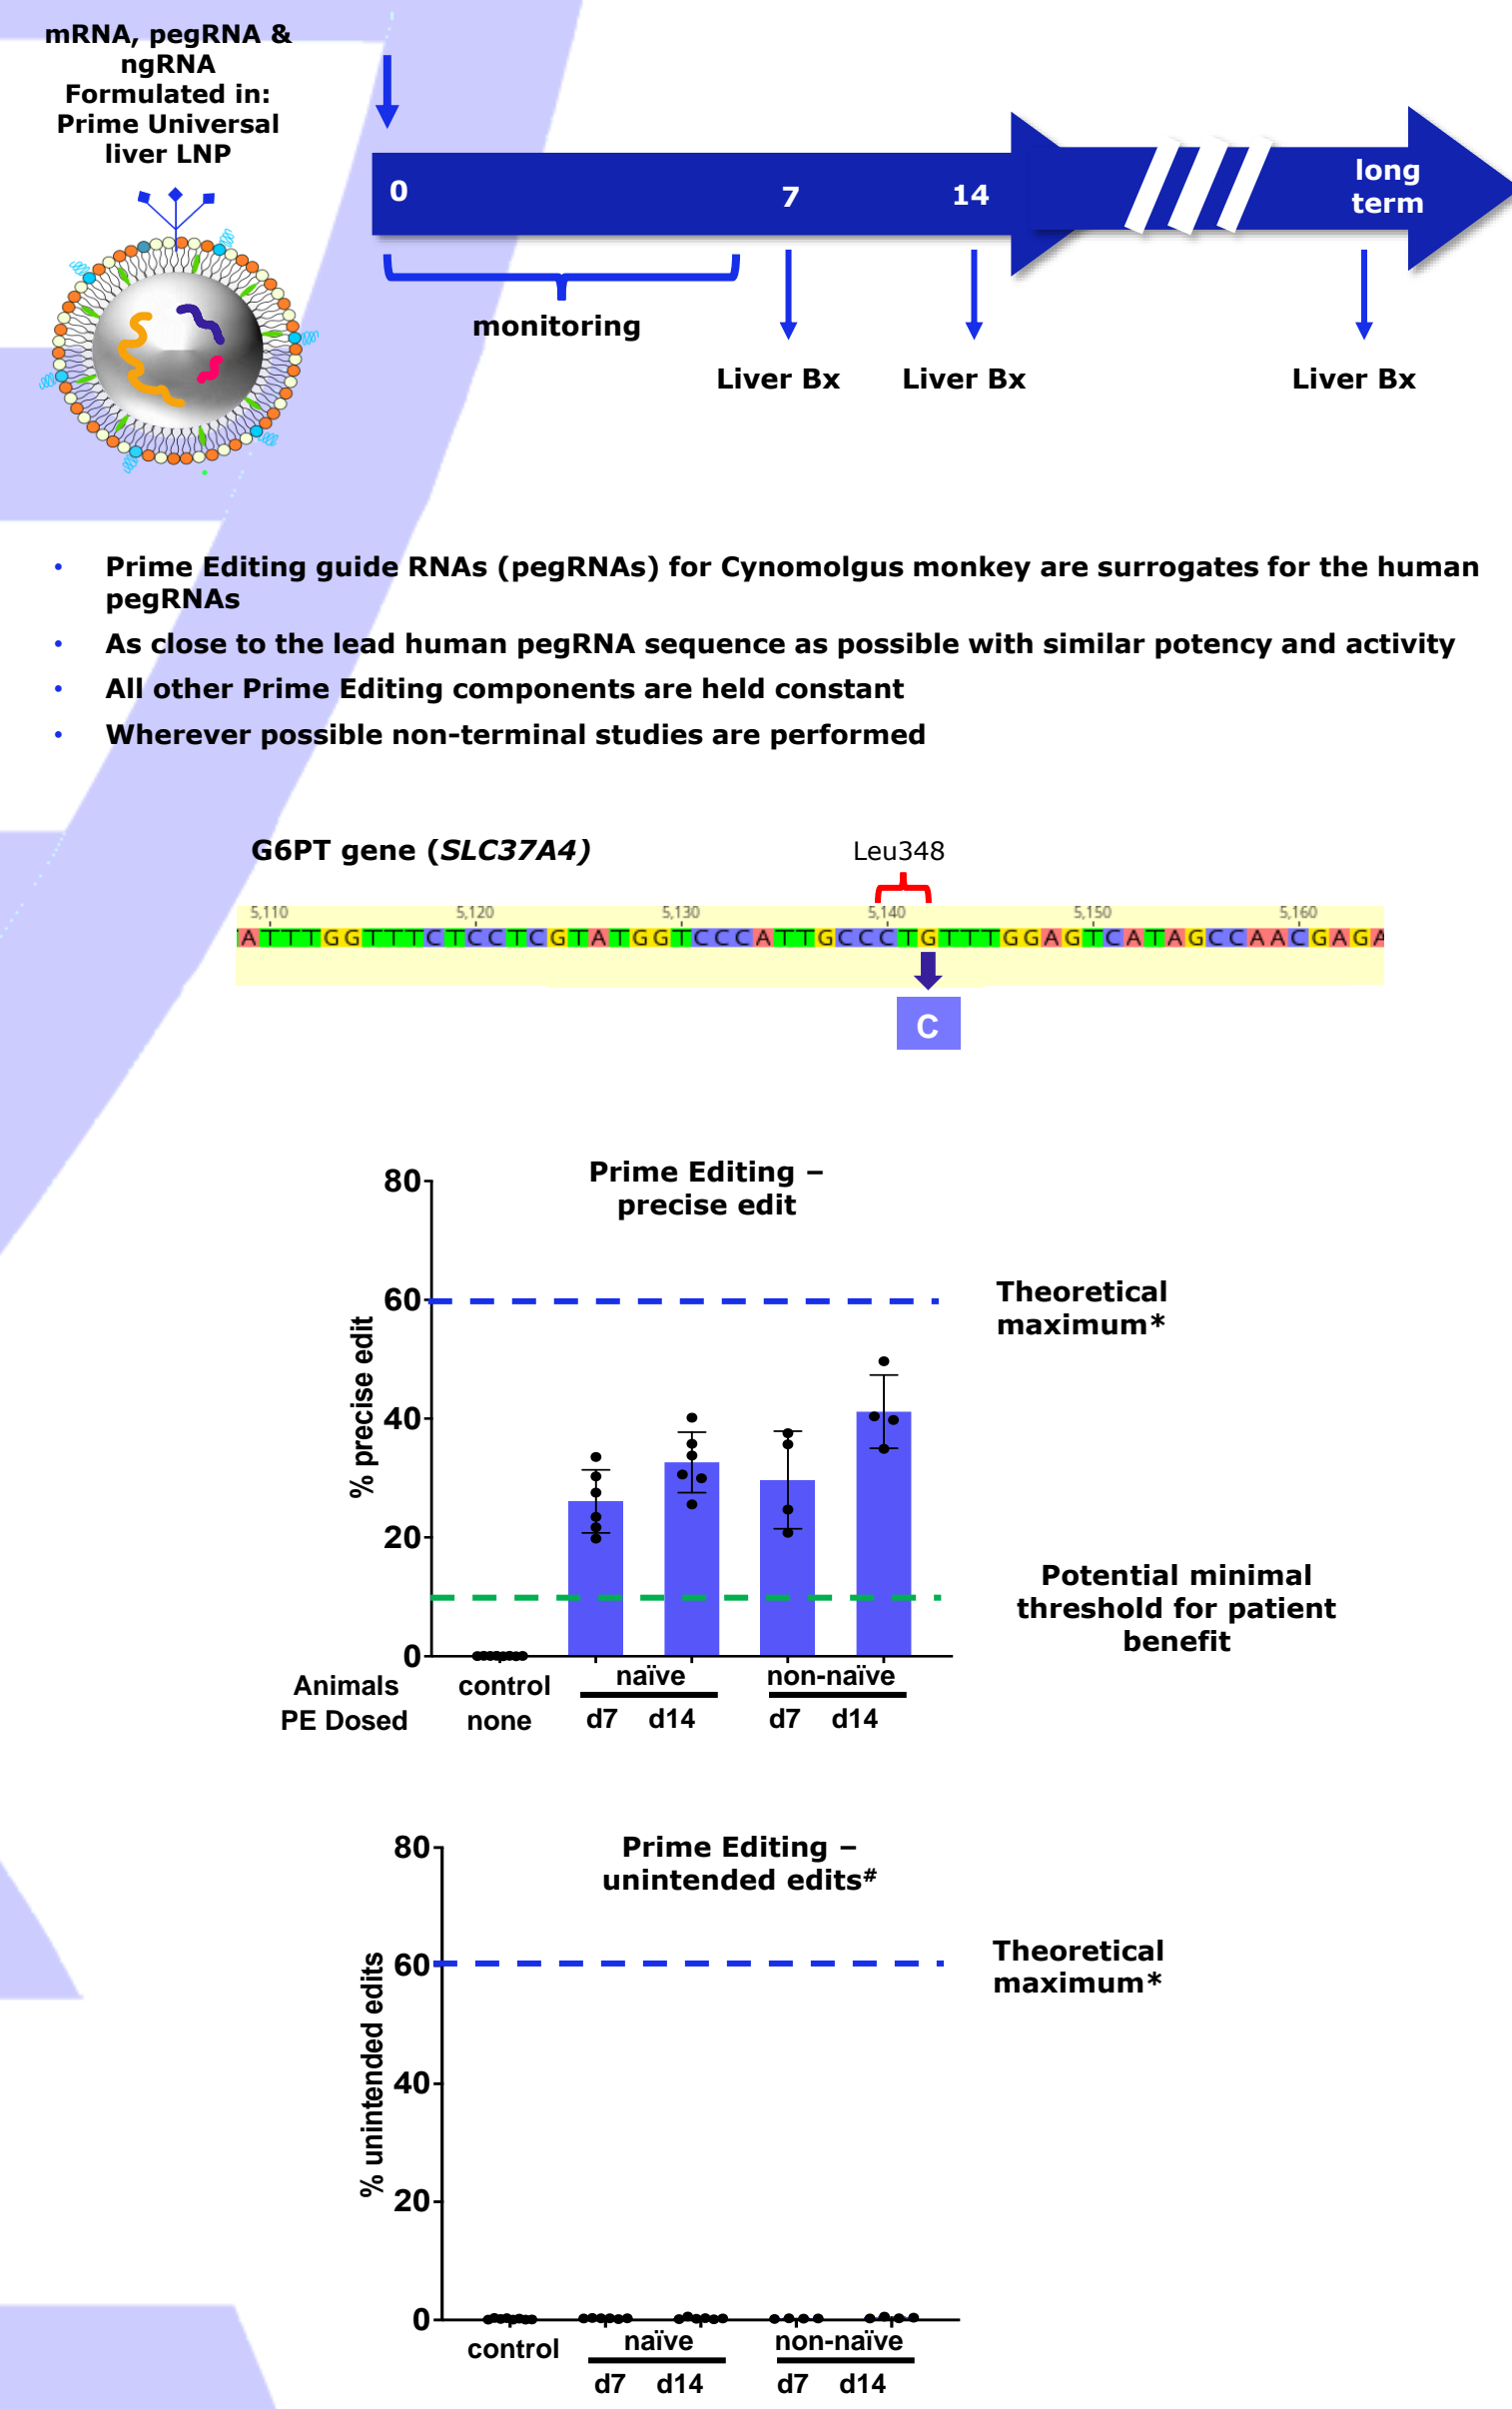 mRNA, pegRNA &
ngRNA
Formulated in:
Prime Universal
liver LNP
0
7
14
long
term
monitoring
Liver Bx
Liver Bx
Liver Bx
• Prime Editing guide RNAs (pegRNAs) for Cynomolgus monkey are surrogates for the human
pegRNAs
• As close to the lead human pegRNA sequence as possible with similar potency and activity
• All other Prime Editing components are held constant
• Wherever possible non-terminal studies are performed
G6PT gene (SLC37A4)
Leu348
5,110 5,120 5,130 5,140 5,150 5,160
ATTTGGTTTCTCCTCGTATGGTCCCATTGCCCTGTTTGGAGTCATAGCCAACGAGA
C
Prime Editing –
precise edit
% precise edit
80
60
40
20
0
Theoretical
maximum*
Potential minimal
threshold for patient
benefit
Animals control naïve non-naïve
PE Dosed none d7 d14 d7 d14
Prime Editing –
unintended edits#
% unintended edits
80
60
40
20
0
Theoretical
maximum*
control naïve non-naïve
d7 d14 d7 d14